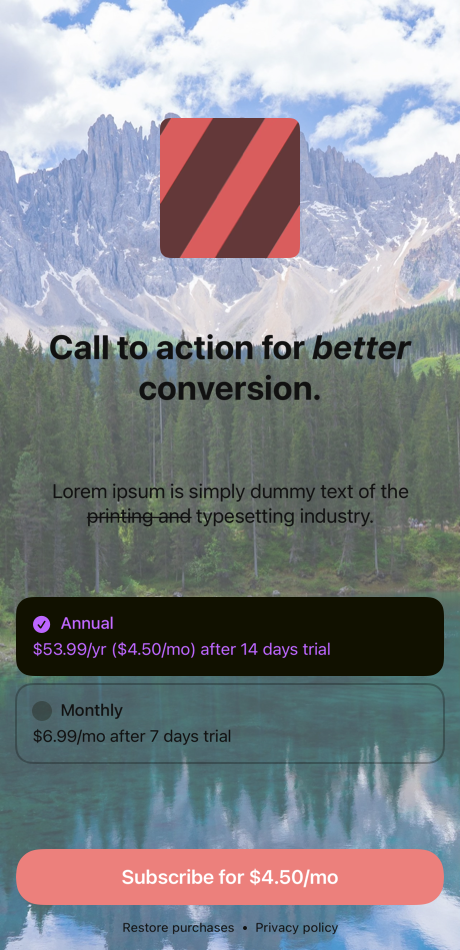 Call to action for better
conversion.
Lorem ipsum is simply dummy text of the
printing and typesetting industry.
Annual
$53.99/yr ($4.50/mo) after 14 days trial
Monthly
$6.99/mo after 7 days trial
Subscribe for $4.50/mo
Restore purchases • Privacy policy